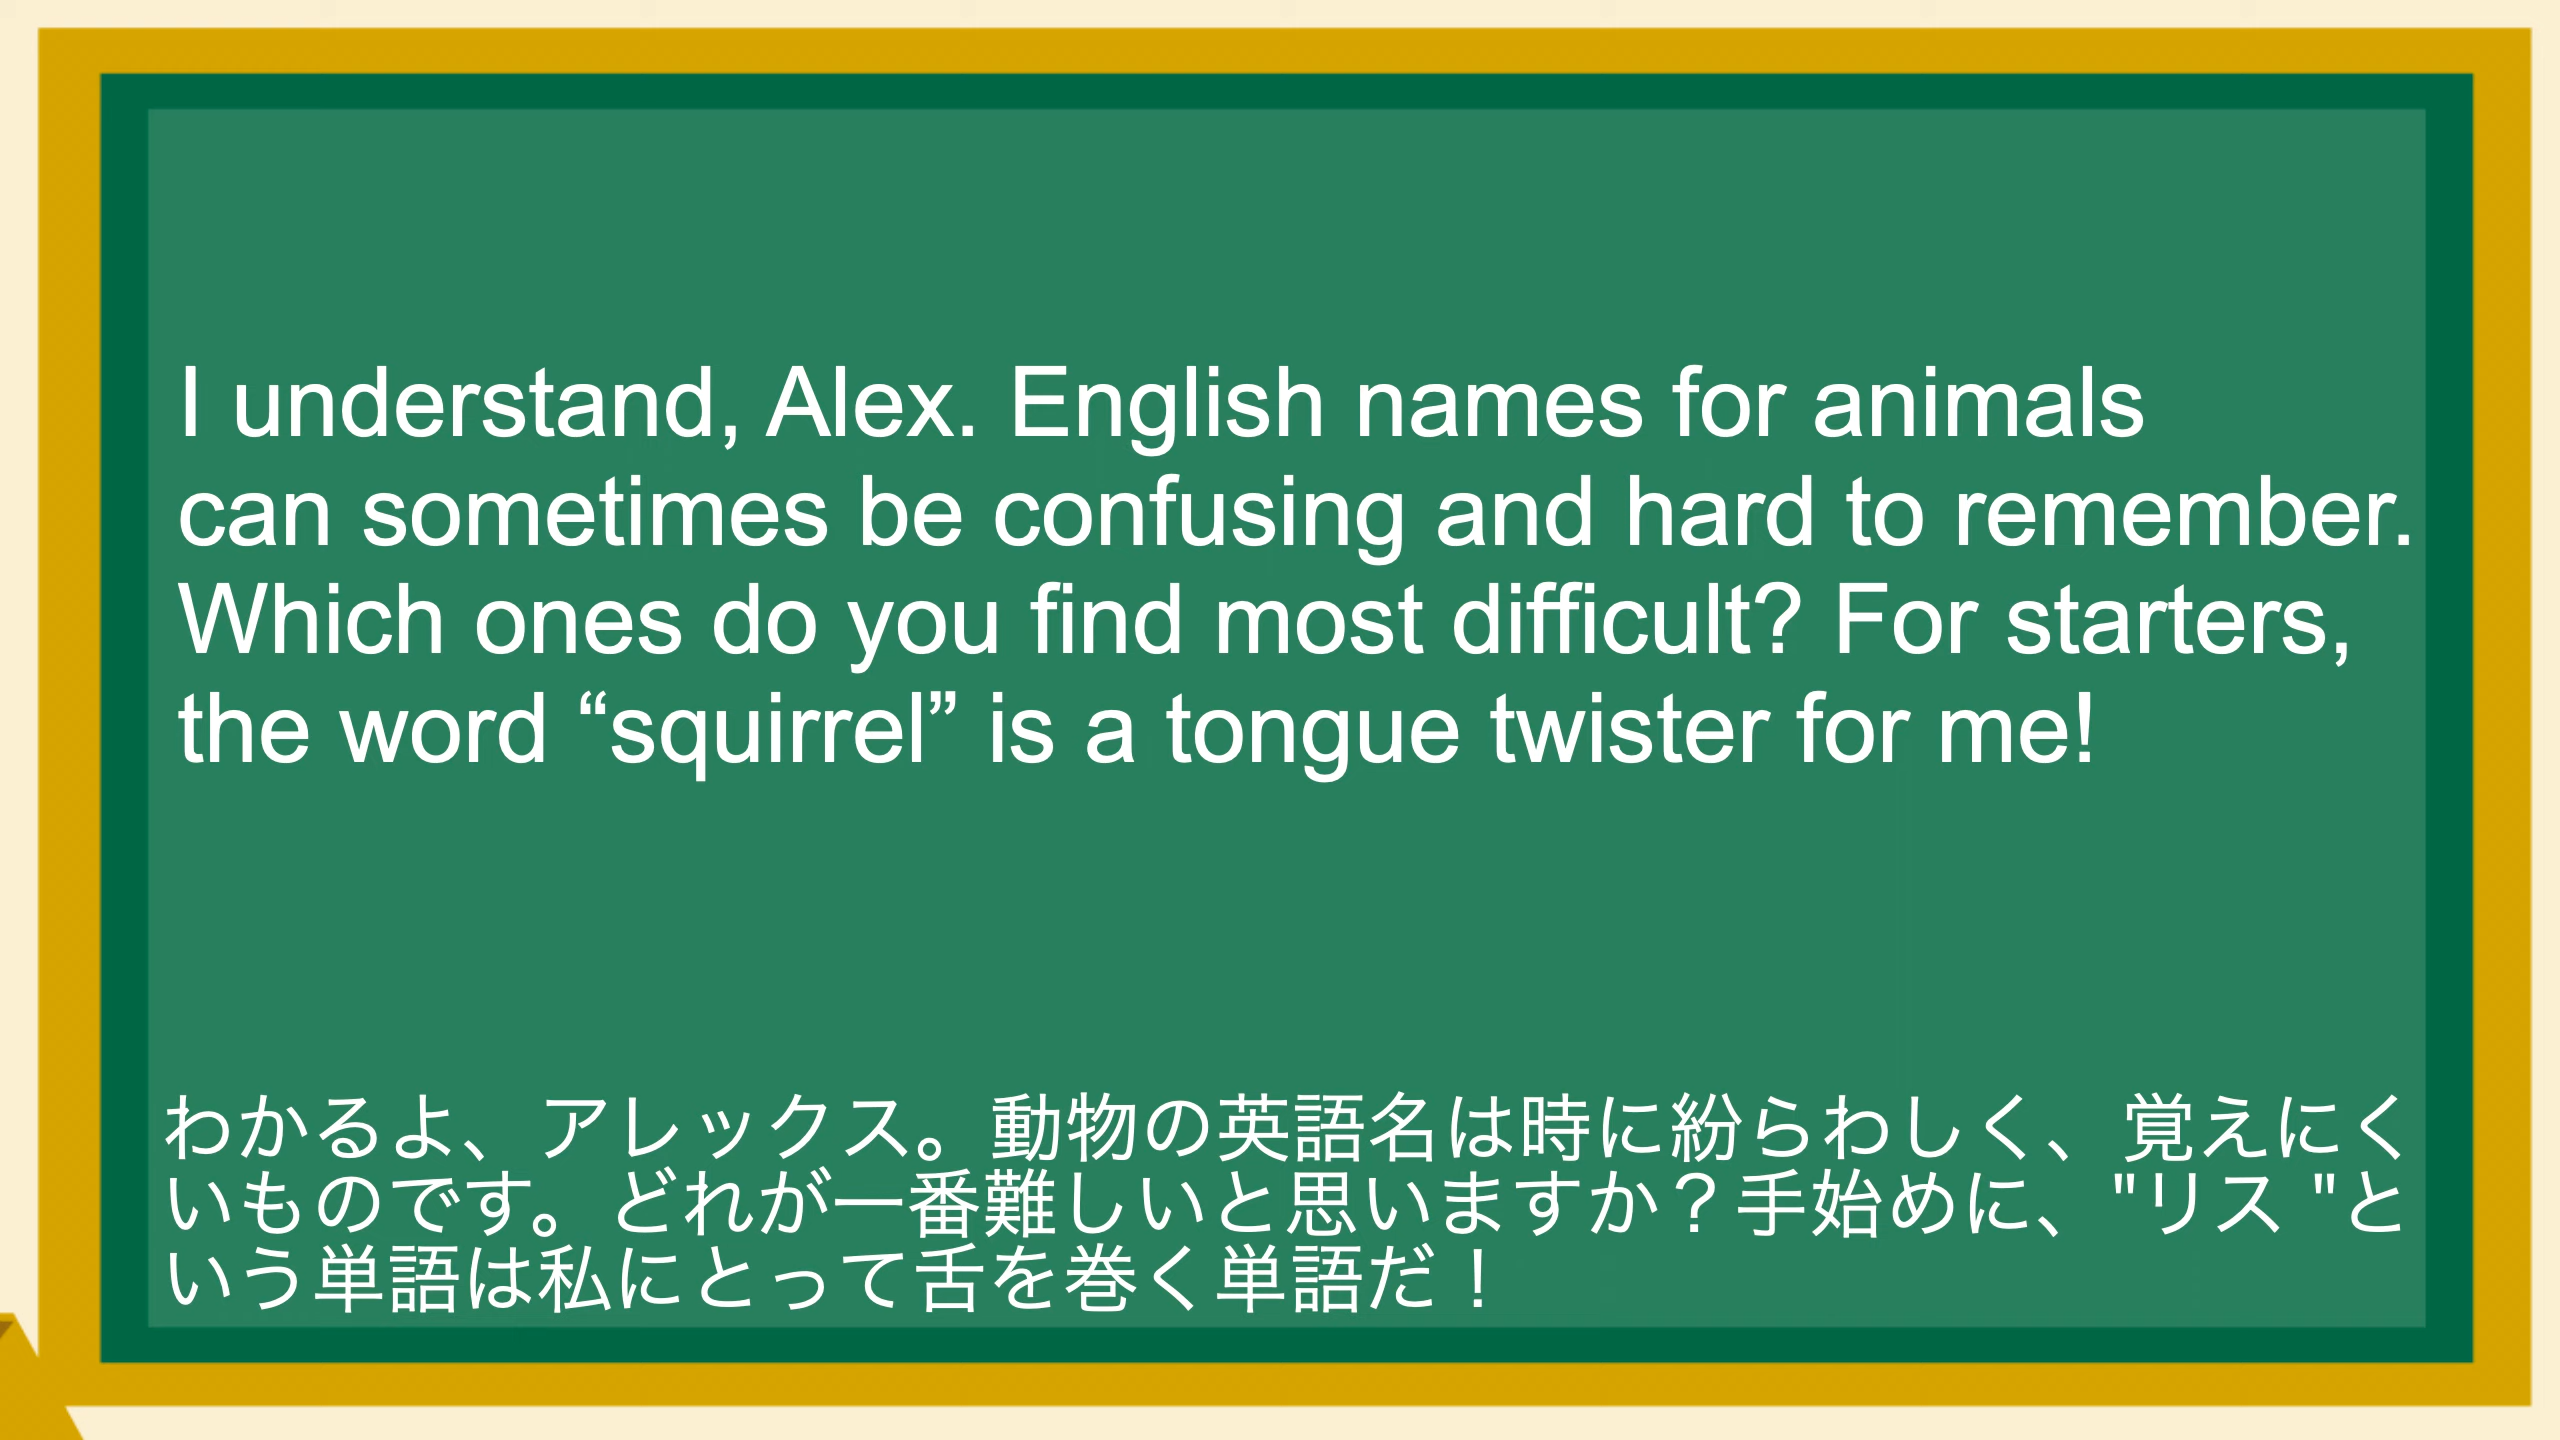 I understand, Alex. English names for animals
can sometimes be confusing and hard to remember.
Which ones do you find most difficult? For starters,
the word “squirrel” is a tongue twister for me!
わかるよ、アレックス。動物の英語名は時に紛らわしく、覚えにく
いものです。どれが一番難しいと思いますか？手始めに、"リス "と
いう単語は私にとって舌を巻く単語だ！